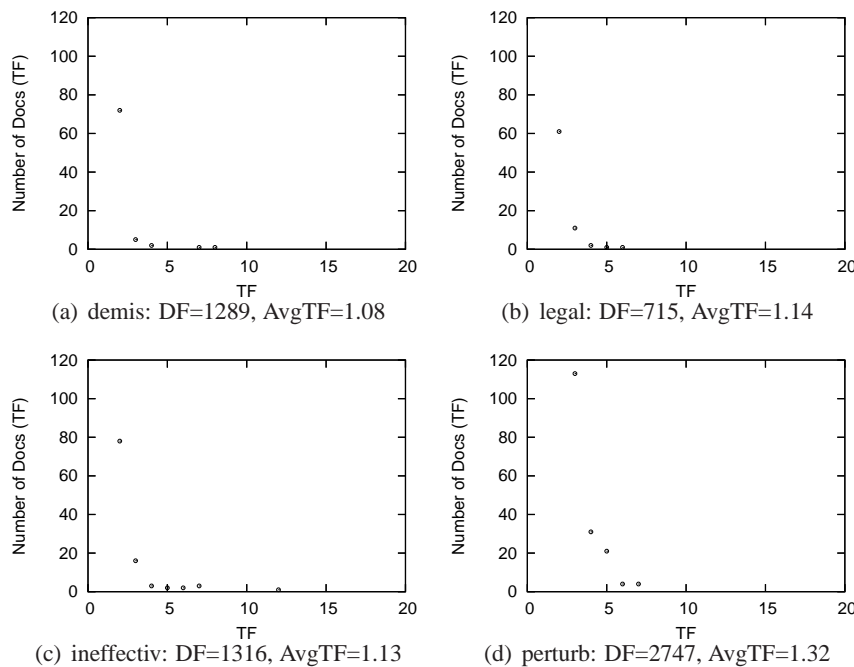 120
100
80
60
40
20
0
Number of Docs (TF)
0 5 10 15 20
TF
(a) demis: DF=1289, AvgTF=1.08
120
100
80
60
40
20
0
Number of Docs (TF)
0 5 10 15 20
TF
(b) legal: DF=715, AvgTF=1.14
120
100
80
60
40
20
0
Number of Docs (TF)
0 5 10 15 20
TF
(c) ineffectiv: DF=1316, AvgTF=1.13
120
100
80
60
40
20
0
Number of Docs (TF)
0 5 10 15 20
TF
(d) perturb: DF=2747, AvgTF=1.32